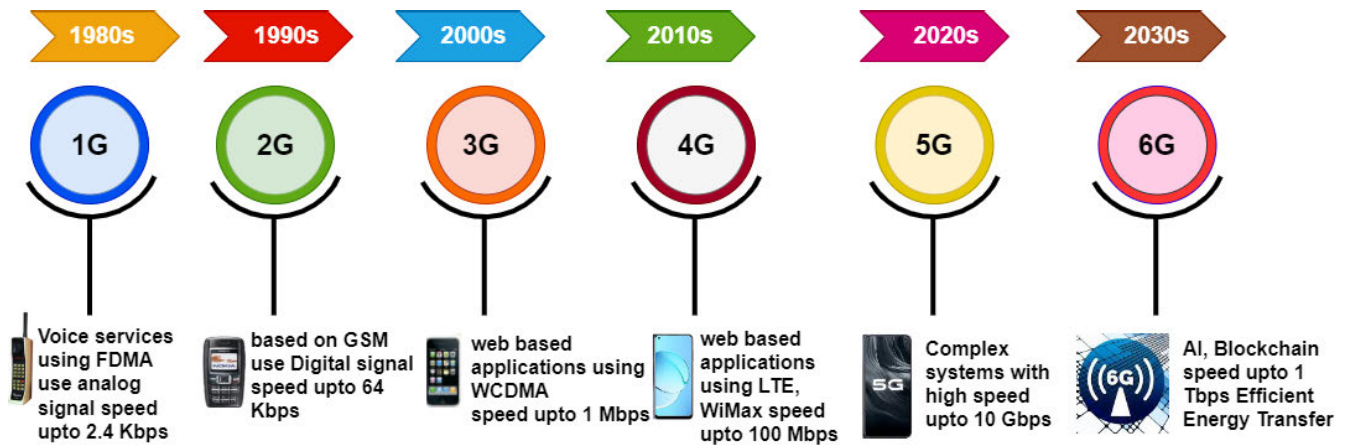 1980s
1990s
2000s
2010s
2020s
2030s
1G
2G
3G
4G
5G
6G
Voice services
using FDMA
use analog
signal speed
upto 2.4 Kbps
based on GSM
use Digital signal
speed upto 64
Kbps
web based
applications using
WCDMA
speed upto 1 Mbps
web based
applications
using LTE,
WiMax speed
upto 100 Mbps
5G
Complex
systems with
high speed
upto 10 Gbps
6G
AI, Blockchain
speed upto 1
Tbps Efficient
Energy Transfer